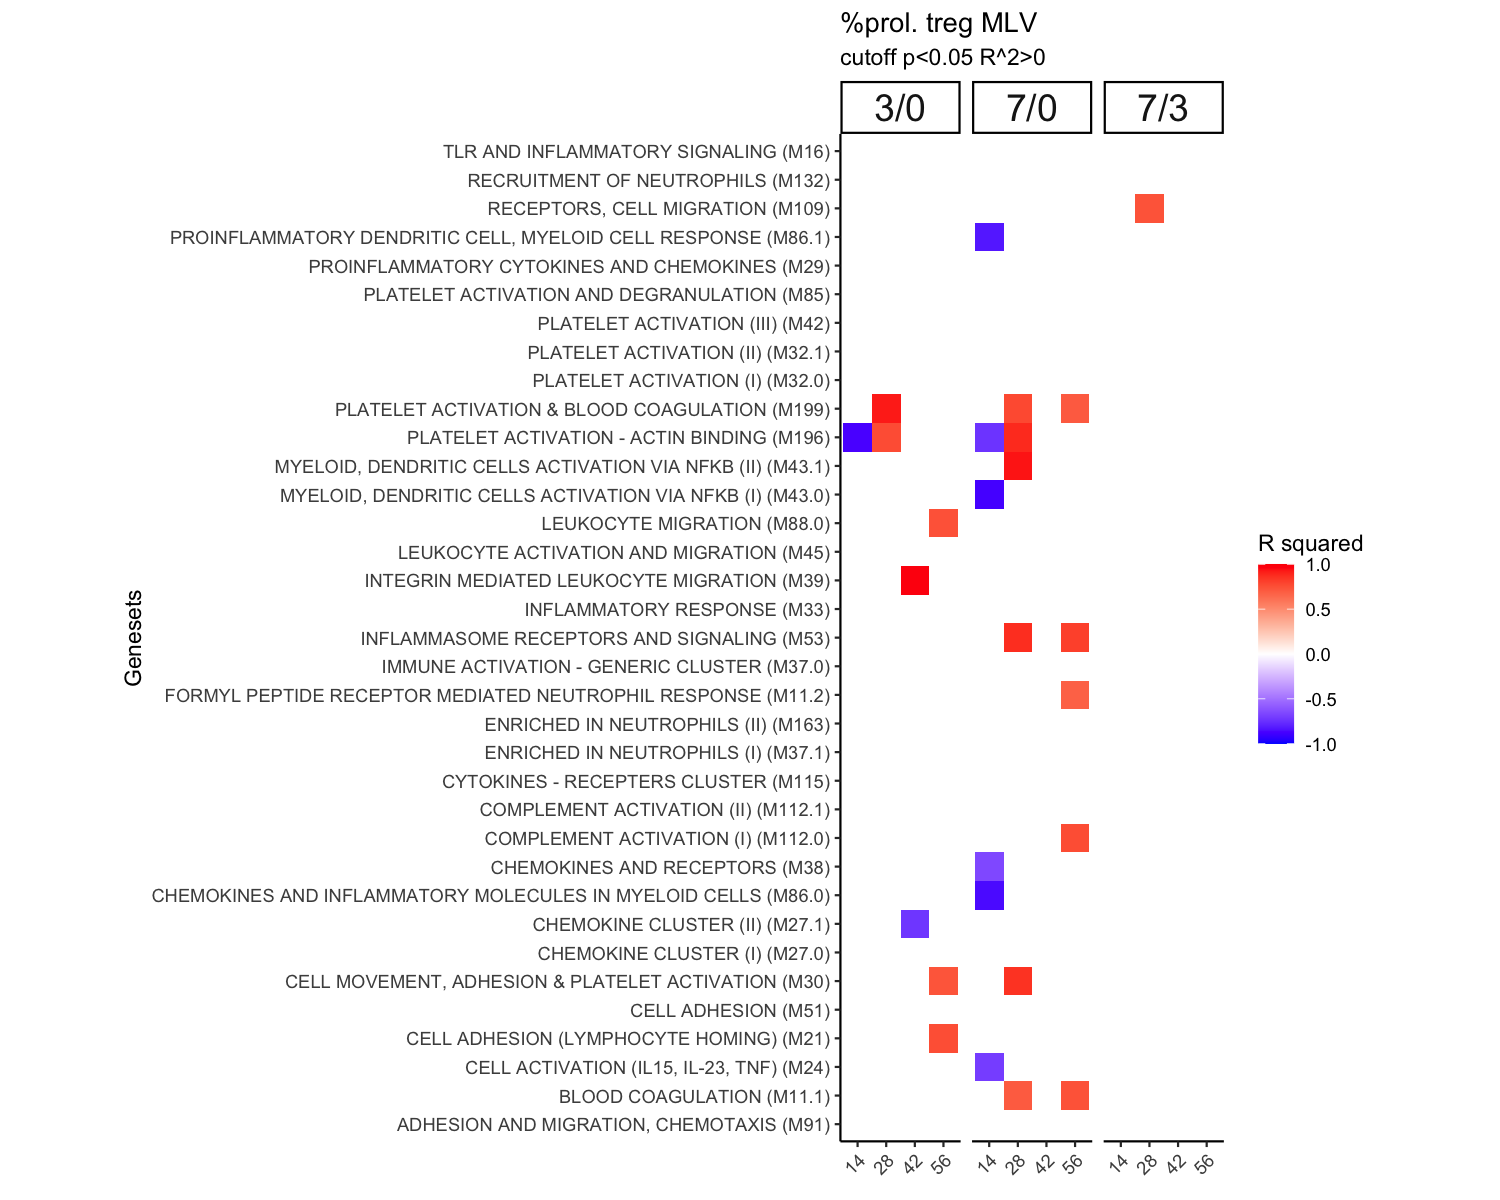 %prol. treg MLV
cutoff p<0.05 R^2>0
3/0 7/0 7/3
TLR AND INFLAMMATORY SIGNALING (M16)
RECRUITMENT OF NEUTROPHILS (M132)
RECEPTORS, CELL MIGRATION (M109)
PROINFLAMMATORY DENDRITIC CELL, MYELOID CELL RESPONSE (M86.1)
PROINFLAMMATORY CYTOKINES AND CHEMOKINES (M29)
PLATELET ACTIVATION AND DEGRANULATION (M85)
PLATELET ACTIVATION (III) (M42)
PLATELET ACTIVATION (II) (M32.1)
PLATELET ACTIVATION (I) (M32.0)
PLATELET ACTIVATION & BLOOD COAGULATION (M199)
PLATELET ACTIVATION - ACTIN BINDING (M196)
MYELOID, DENDRITIC CELLS ACTIVATION VIA NFKB (II) (M43.1)
MYELOID, DENDRITIC CELLS ACTIVATION VIA NFKB (I) (M43.0)
LEUKOCYTE MIGRATION (M88.0)
LEUKOCYTE ACTIVATION AND MIGRATION (M45)
INTEGRIN MEDIATED LEUKOCYTE MIGRATION (M39)
INFLAMMATORY RESPONSE (M33)
INFLAMMASOME RECEPTORS AND SIGNALING (M53)
IMMUNE ACTIVATION - GENERIC CLUSTER (M37.0)
FORMYL PEPTIDE RECEPTOR MEDIATED NEUTROPHIL RESPONSE (M11.2)
ENRICHED IN NEUTROPHILS (II) (M163)
ENRICHED IN NEUTROPHILS (I) (M37.1)
CYTOKINES - RECEPTERS CLUSTER (M115)
COMPLEMENT ACTIVATION (II) (M112.1)
COMPLEMENT ACTIVATION (I) (M112.0)
CHEMOKINES AND RECEPTORS (M38)
CHEMOKINES AND INFLAMMATORY MOLECULES IN MYELOID CELLS (M86.0)
CHEMOKINE CLUSTER (II) (M27.1)
CHEMOKINE CLUSTER (I) (M27.0)
CELL MOVEMENT, ADHESION & PLATELET ACTIVATION (M30)
CELL ADHESION (M51)
CELL ADHESION (LYMPHOCYTE HOMING) (M21)
CELL ACTIVATION (IL15, IL-23, TNF) (M24)
BLOOD COAGULATION (M11.1)
ADHESION AND MIGRATION, CHEMOTAXIS (M91)
14 28 42 56 14 28 42 56 14 28 42 56
Genesets
R squared
1.0
0.5
0.0
-0.5
-1.0